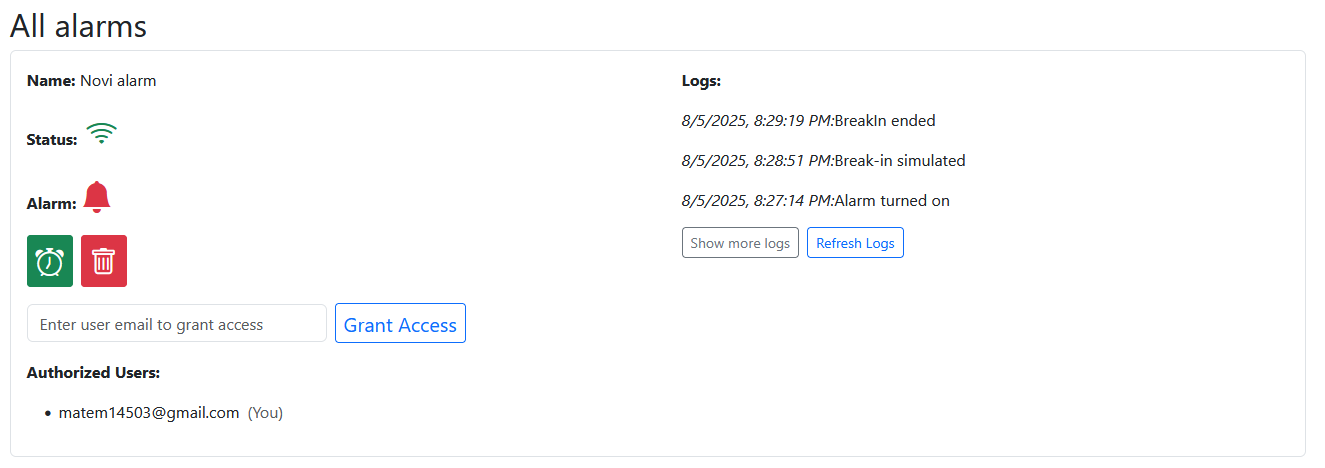 All alarms
Name: Novi alarm
Status:
Alarm:
Enter user email to grant access
Grant Access
Authorized Users:
• matem14503@gmail.com (You)
Logs:
8/5/2025, 8:29:19 PM:BreakIn ended
8/5/2025, 8:28:51 PM:Break-in simulated
8/5/2025, 8:27:14 PM:Alarm turned on
Show more logs
Refresh Logs